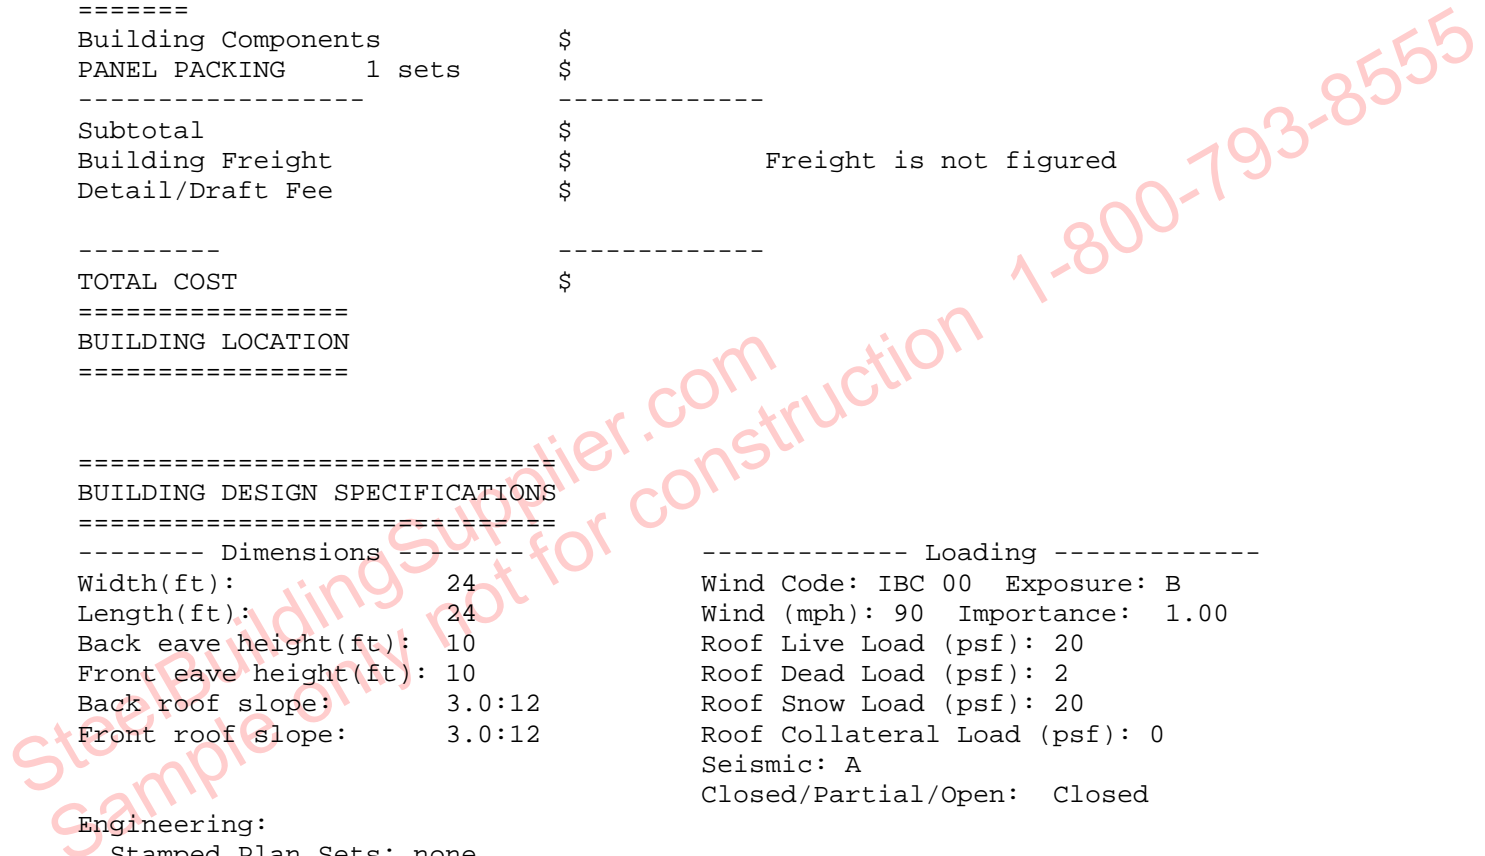 =======
Building Components $
PANEL PACKING 1 sets $
------------------ -------------
Subtotal $
Building Freight $ Freight is not figured
Detail/Draft Fee $
--------- -------------
TOTAL COST $
=================
BUILDING LOCATION
=================
==============================
BUILDING DESIGN SPECIFICATIONS
==============================
-------- Dimensions -------- ------------- Loading -------------
Width(ft): 24 Wind Code: IBC 00 Exposure: B
Length(ft): 24 Wind (mph): 90 Importance: 1.00
Back eave height(ft): 10 Roof Live Load (psf): 20
Front eave height(ft): 10 Roof Dead Load (psf): 2
Back roof slope: 3.0:12 Roof Snow Load (psf): 20
Front roof slope: 3.0:12 Roof Collateral Load (psf): 0
Seismic: A
Closed/Partial/Open: Closed
Engineering:
Stamped Plan Sets: none
SteelBuildingSupplier.com 1-800-793-8555
Sample only not for construction